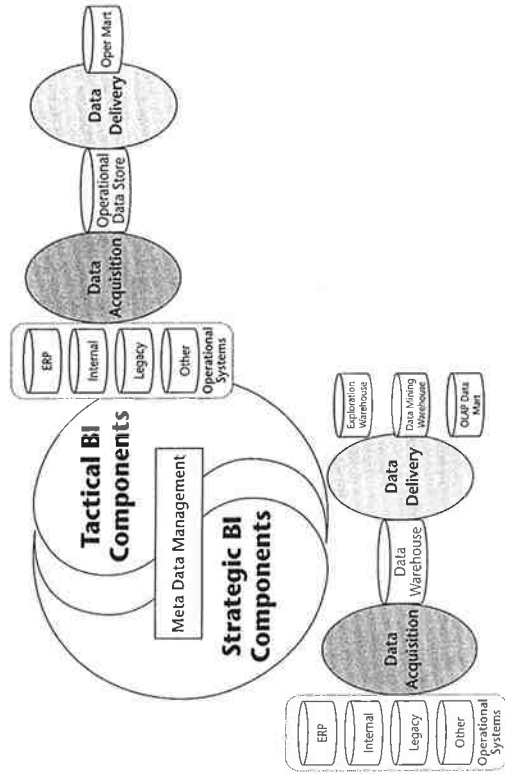 Tactical BI
Components
Meta Data Management
Strategic BI
Components
ERP
Internal
Legacy
Other
Operational
Systems
Data
Acquisition
Operational
Data Store
Data
Delivery
Oper Mart
ERP
Internal
Legacy
Other
Operational
Systems
Data
Acquisition
Data
Warehouse
Data
Delivery
Exploration
Warehouse
Data Mining
Warehouse
OLAP Data
Mart